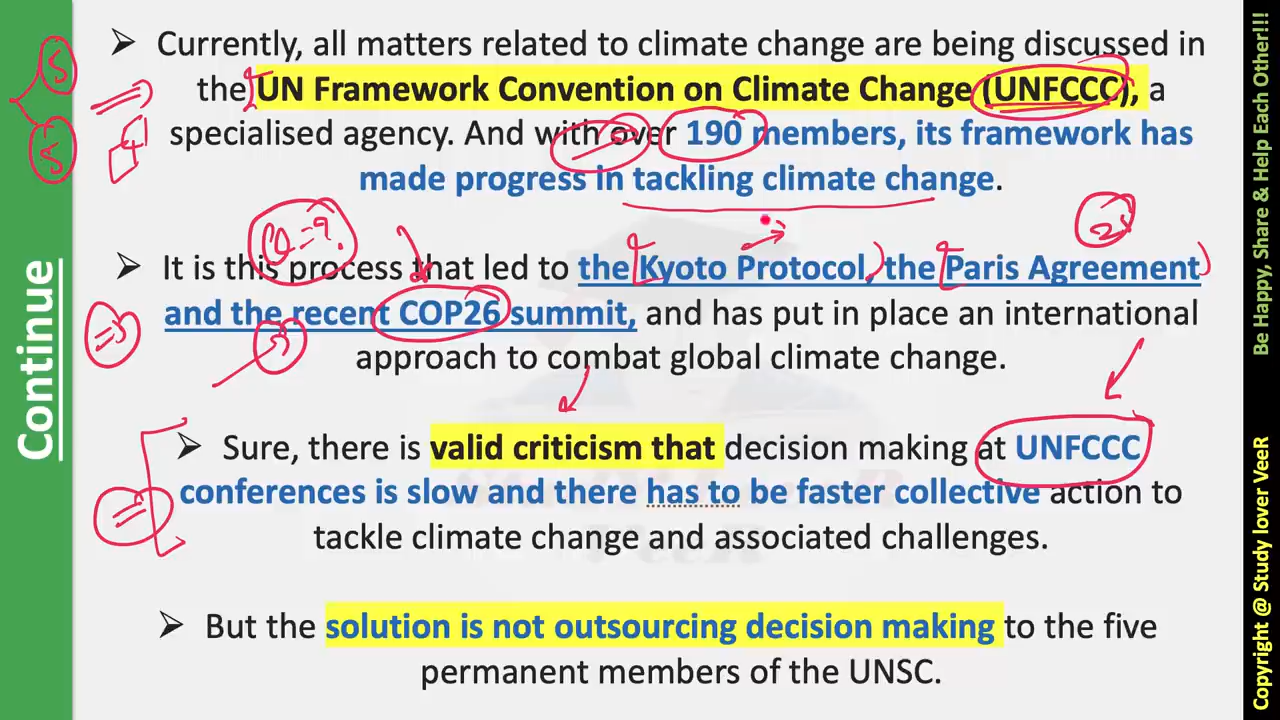 ➤ Currently, all matters related to climate change are being discussed in
the UN Framework Convention on Climate Change (UNFCCC), a
specialised agency. And with over 190 members, its framework has
made progress in tackling climate change.
➤ It is this process that led to the Kyoto Protocol, the Paris Agreement
and the recent COP26 summit, and has put in place an international
approach to combat global climate change.
➤ Sure, there is valid criticism that decision making at UNFCCC
conferences is slow and there has to be faster collective action to
tackle climate change and associated challenges.
➤ But the solution is not outsourcing decision making to the five
permanent members of the UNSC.
Continue
Be Happy, Share & Help Each Other!!!
Copyright @ Study lover VeeR